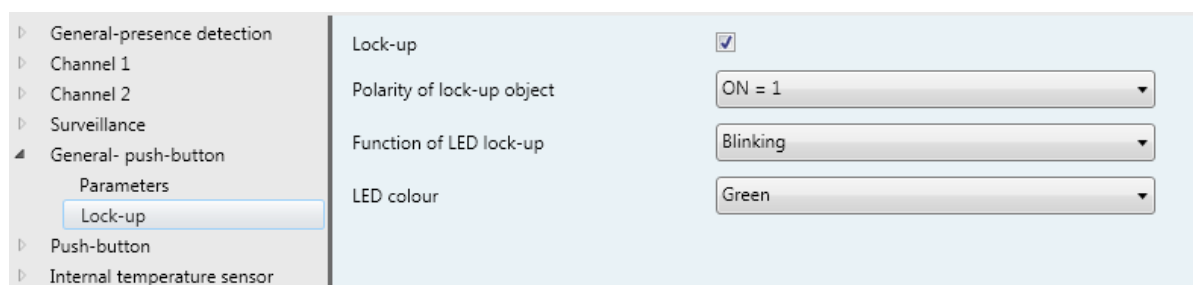 General-presence detection
Channel 1
Channel 2
Surveillance
General- push-button
Parameters
Lock-up
Push-button
Internal temperature sensor
Lock-up
Polarity of lock-up object ON = 1
Function of LED lock-up Blinking
LED colour Green